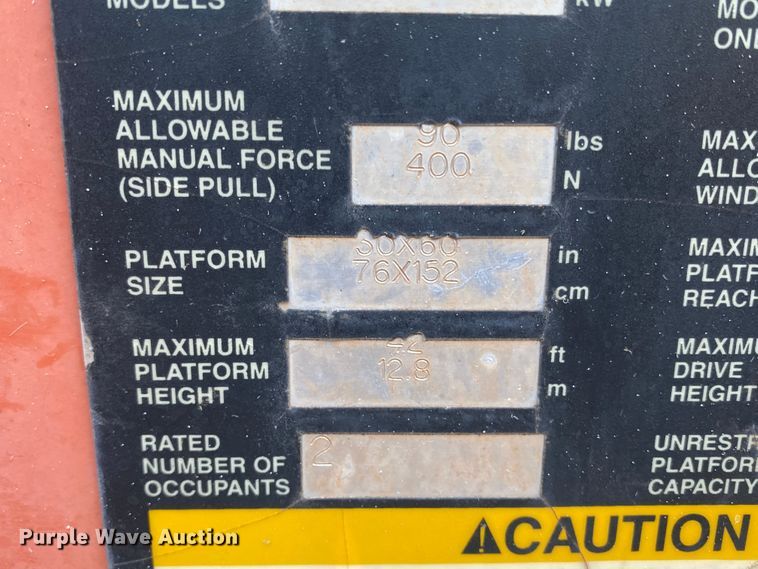 MODELS
kW
MO
ONE
MAXIMUM
ALLOWABLE
MANUAL FORCE
(SIDE PULL)
90 lbs
400 N
MAX
ALLO
WIND
PLATFORM
SIZE
30X60 in
76X152 cm
MAXIM
PLATF
REACH
MAXIMUM
PLATFORM
HEIGHT
42 ft
12.8 m
MAXIMU
DRIVE
HEIGHT
RATED
NUMBER OF
OCCUPANTS
2
UNRESTR
PLATFORM
CAPACITY
CAUTION
Purple Wave Auction